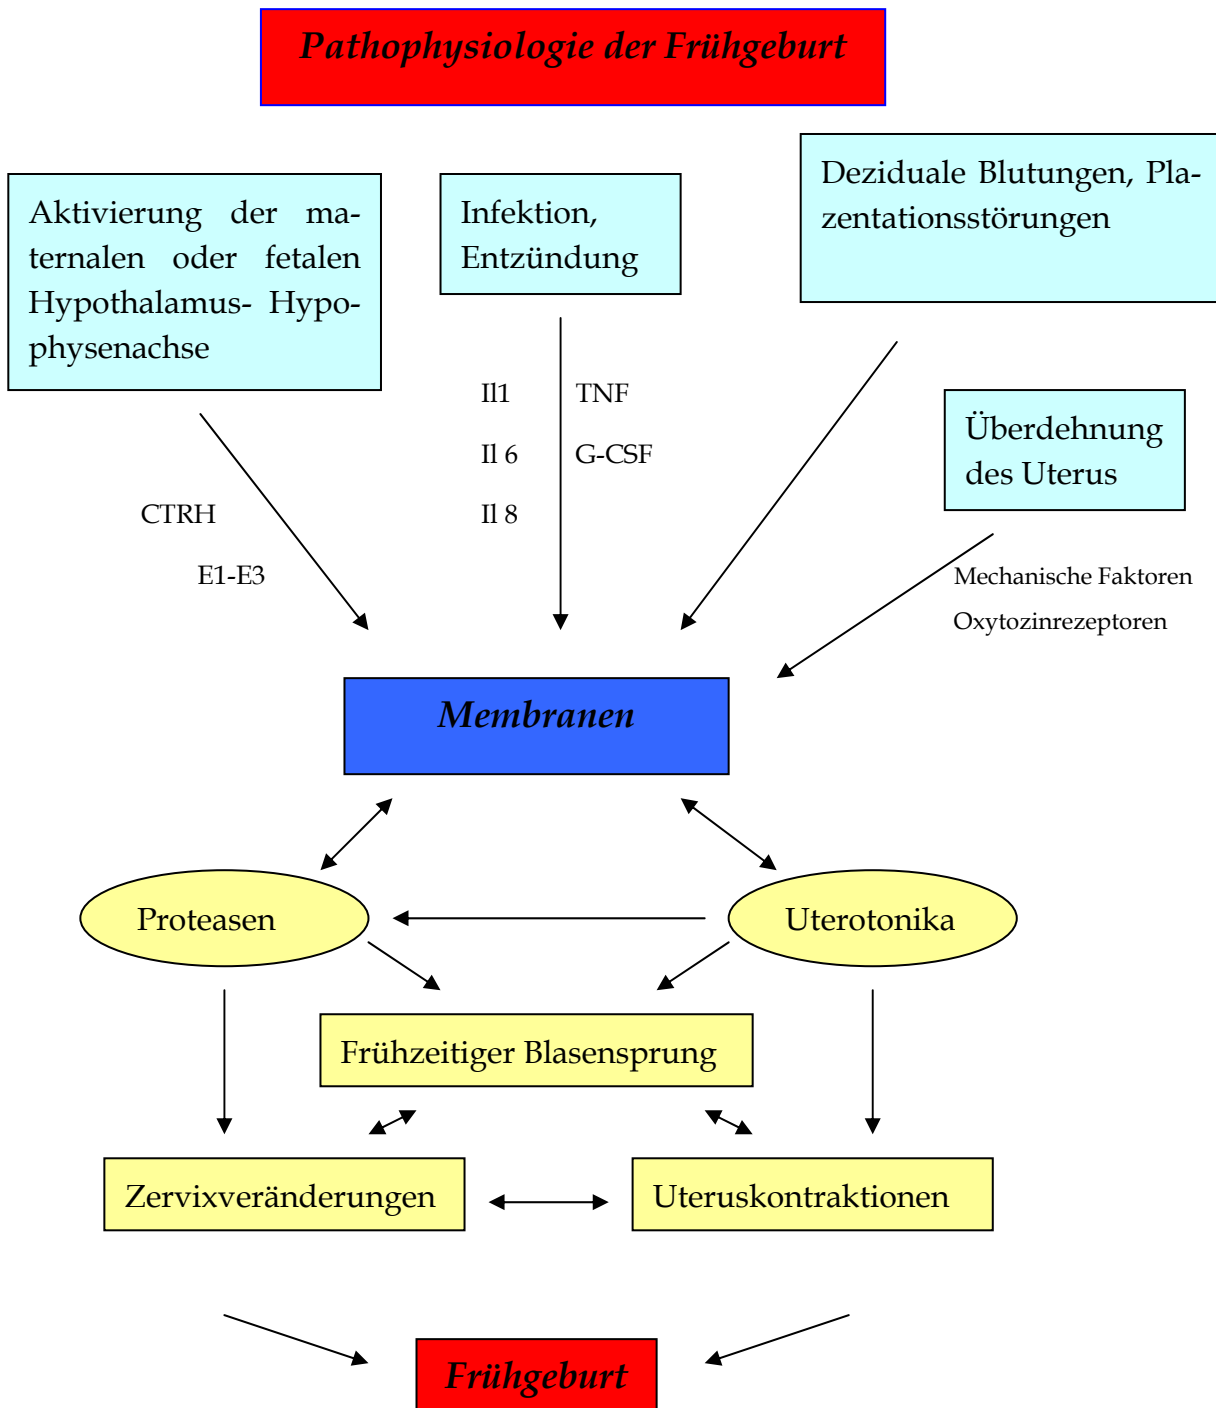 Pathophysiologie der Frühgeburt
Aktivierung der ma-
ternalen oder fetalen
Hypothalamus- Hypo-
physenachse
Infektion,
Entzündung
Deziduale Blutungen, Pla-
zentationsstörungen
Überdehnung
des Uterus
Il1
Il 6
Il 8
TNF
G-CSF
CTRH
E1-E3
Mechanische Faktoren
Oxytozinrezeptoren
Membranen
Proteasen
Uterotonika
Frühzeitiger Blasensprung
Zervixveränderungen
Uteruskontraktionen
Frühgeburt